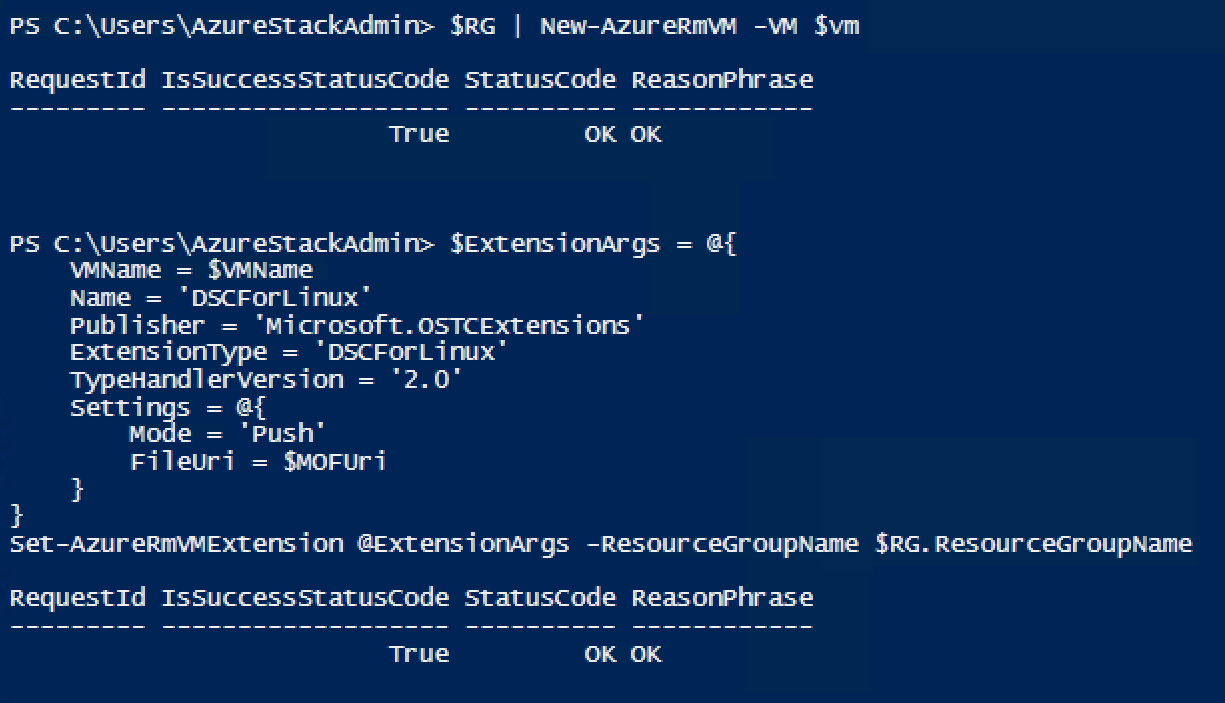 PS C:\Users\AzureStackAdmin> $RG | New-AzureRmVM -VM $vm
RequestId IsSuccessStatusCode StatusCode ReasonPhrase
--------- ------------------- ---------- ------------
                         True         OK OK
PS C:\Users\AzureStackAdmin> $ExtensionArgs = @{
    VMName = $VMName
    Name = 'DSCForLinux'
    Publisher = 'Microsoft.OSTCExtensions'
    ExtensionType = 'DSCForLinux'
    TypeHandlerVersion = '2.0'
    Settings = @{
        Mode = 'Push'
        FileUri = $MOFUri
    }
}
Set-AzureRmVMExtension @ExtensionArgs -ResourceGroupName $RG.ResourceGroupName
RequestId IsSuccessStatusCode StatusCode ReasonPhrase
--------- ------------------- ---------- ------------
                         True         OK OK